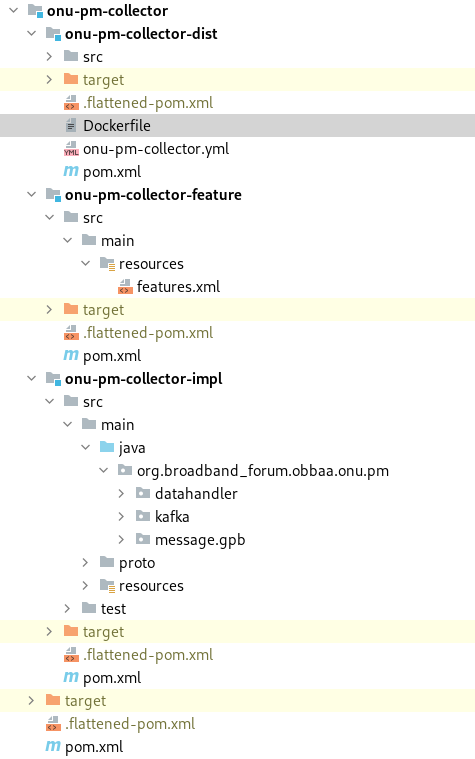 onu-pm-collector
onu-pm-collector-dist
src
target
.flattened-pom.xml
Dockerfile
onu-pm-collector.yml
pom.xml
onu-pm-collector-feature
src
main
resources
features.xml
target
.flattened-pom.xml
pom.xml
onu-pm-collector-impl
src
main
java
org.broadband_forum.obbaa.onu.pm
datahandler
kafka
message.gpb
proto
resources
test
target
.flattened-pom.xml
pom.xml
target
.flattened-pom.xml
pom.xml